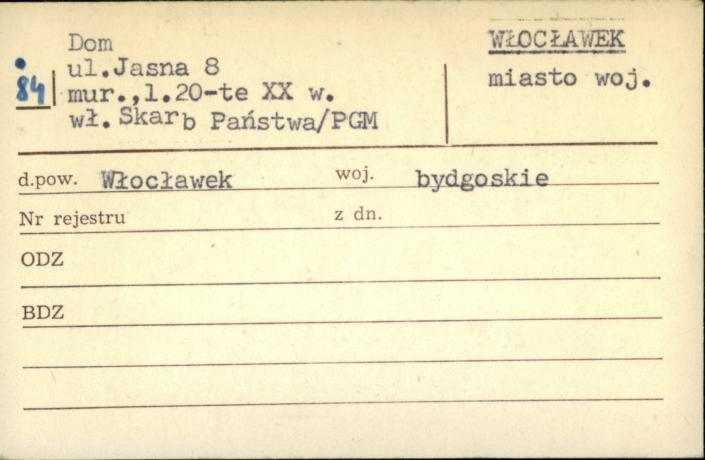 Dom
ul.Jasna 8
84
mur.,l.20-te XX w.
wł.Skarb Państwa/PGM
WŁOCŁAWEK
miasto woj.
d.pow. Włocławek woj. bydgoskie
Nr rejestru z dn.
ODZ
BDZ